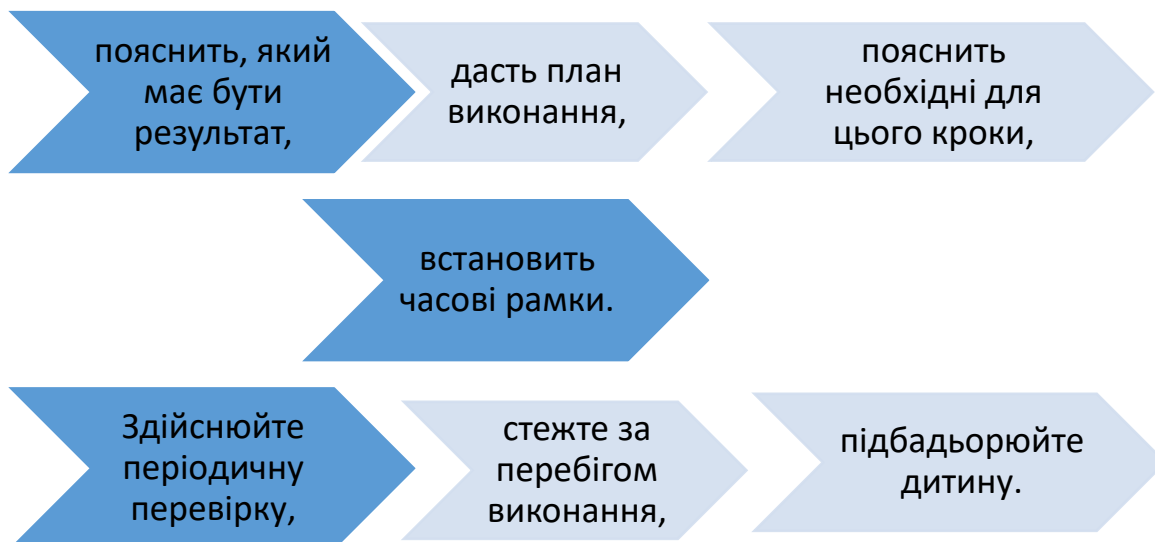 пояснить, який
має бути
результат,
дасть план
виконання,
пояснить
необхідні для
цього кроки,
встановить
часові рамки.
Здійснюйте
періодичну
перевірку,
стежте за
перебігом
виконання,
підбадьорюйте
дитину.